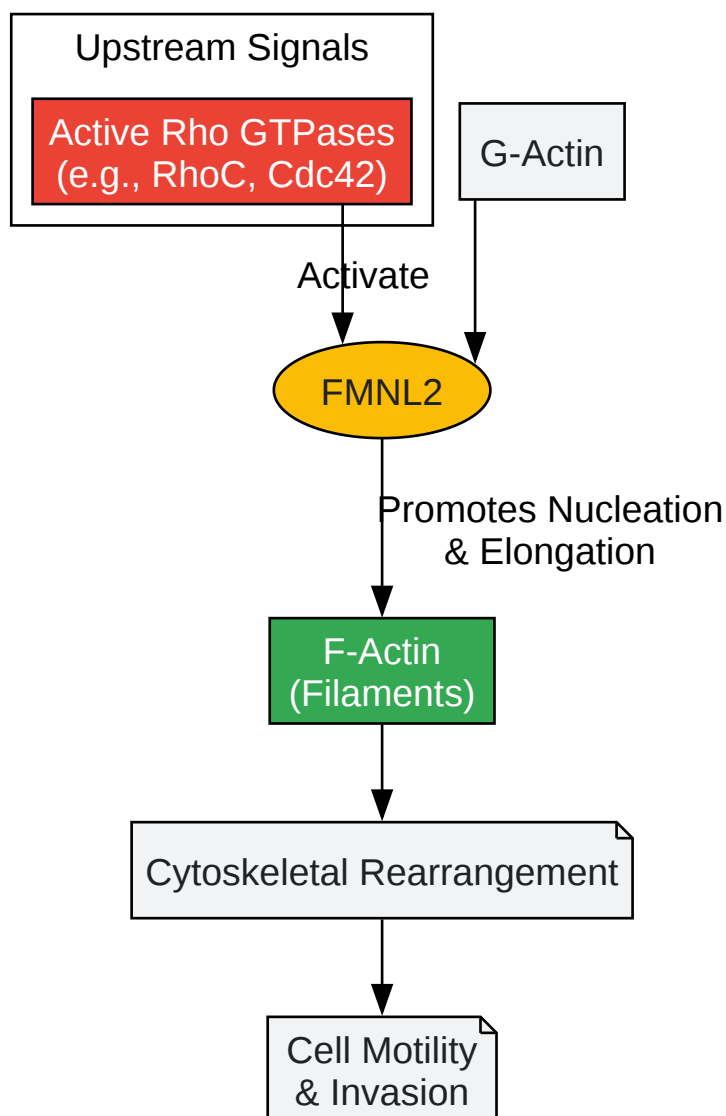 Upstream Signals
Active Rho GTPases
(e.g., RhoC, Cdc42)
G-Actin
Activate
FMNL2
Promotes Nucleation
& Elongation
F-Actin
(Filaments)
Cytoskeletal Rearrangement
Cell Motility
& Invasion